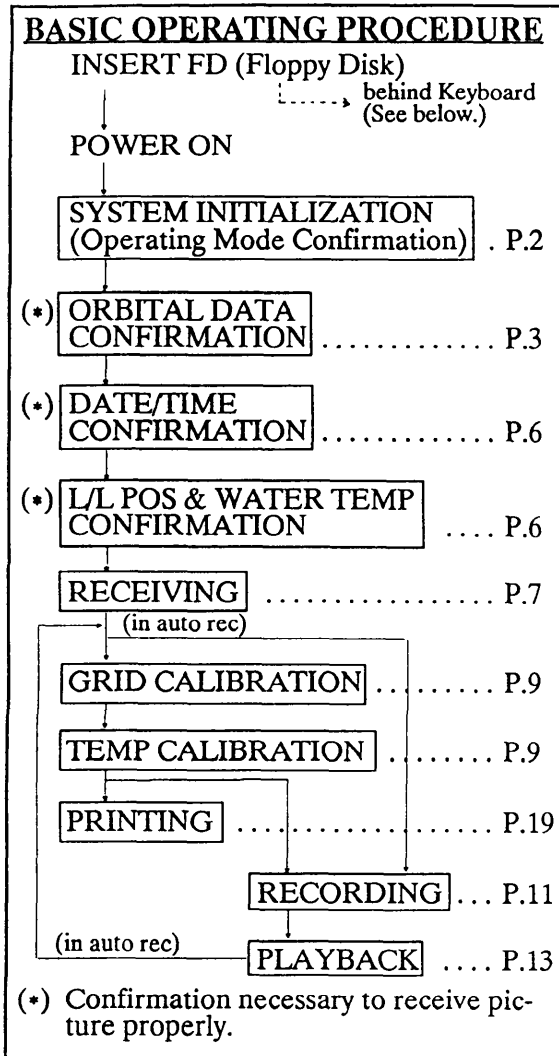 BASIC OPERATING PROCEDURE
INSERT FD (Floppy Disk)
behind Keyboard
(See below.)
POWER ON
SYSTEM INITIALIZATION
(Operating Mode Confirmation) . P.2
(*) ORBITAL DATA
CONFIRMATION ............. P.3
(*) DATE/TIME
CONFIRMATION ............. P.6
(*) L/L POS & WATER TEMP
CONFIRMATION .... P.6
RECEIVING ................. P.7
(in auto rec)
GRID CALIBRATION ......... P.9
TEMP CALIBRATION ........ P.9
PRINTING ................... P.19
RECORDING ... P.11
(in auto rec)
PLAYBACK .... P.13
(*) Confirmation necessary to receive pic-
ture properly.